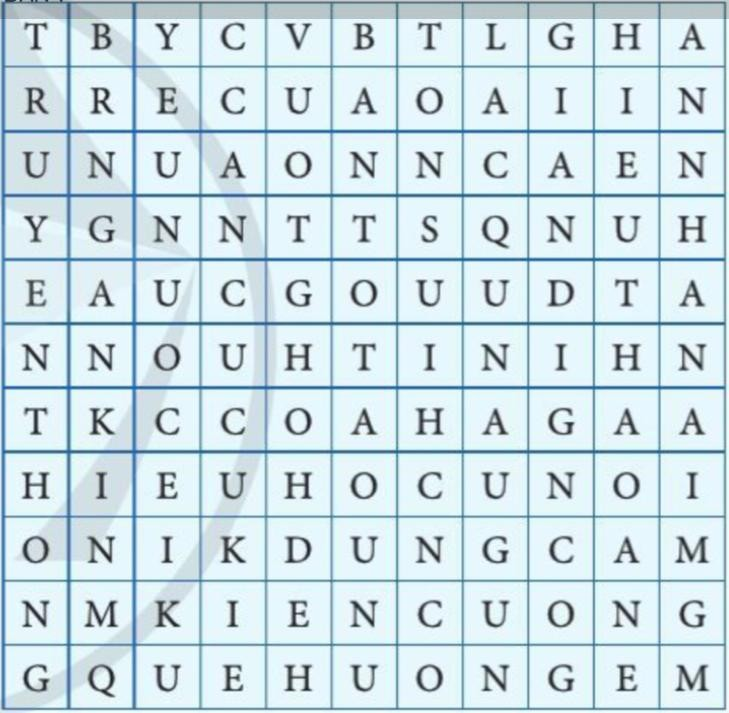 T B Y C V B T L G H A
R R E C U A O A I I N
U N U A O N N C A E N
Y G N N T T S Q N U H
E A U C G O U U D T A
N N O U H T I N I H N
T K C C O A H A G A A
H I E U H O C U N O I
O N I K D U N G C A M
N M K I E N C U O N G
G Q U E H U O N G E M